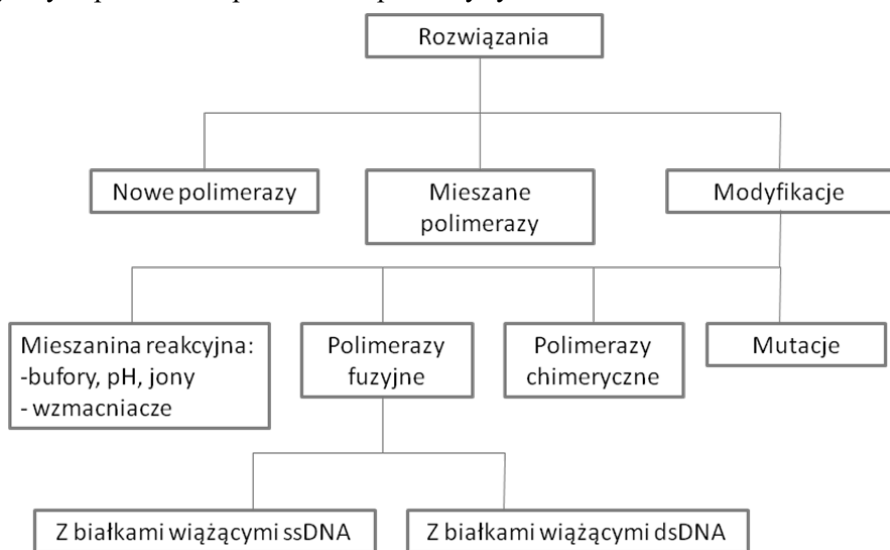 Rozwiązania
Nowe polimerazy
Mieszane
polimerazy
Modyfikacje
Mieszanina reakcyjna:
-bufory, pH, jony
- wzmacniacze
Polimerazy
fuzyjne
Polimerazy
chimeryczne
Mutacje
Z białkami wiążącymi ssDNA
Z białkami wiążącymi dsDNA